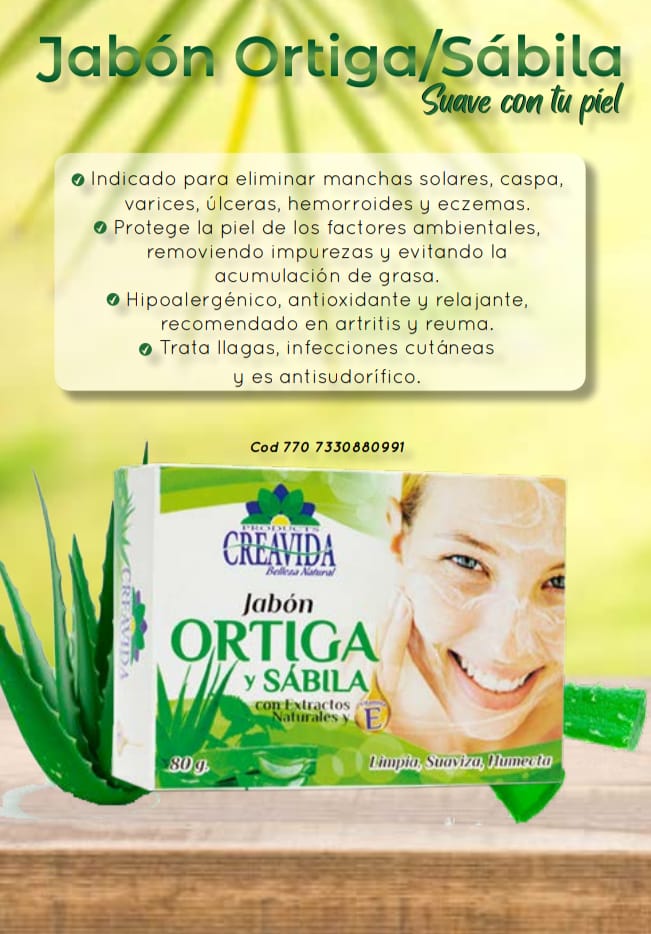 Jabón Ortiga/Sábila
Suave con tu piel
Indicado para eliminar manchas solares, caspa,
varices, úlceras, hemorroides y eczemas.
Protege la piel de los factores ambientales,
removiendo impurezas y evitando la
acumulación de grasa.
Hipoalergénico, antioxidante y relajante,
recomendado en artritis y reuma.
Trata llagas, infecciones cutáneas
y es antisudorífico.
Cod 770 7330880991
PRODUCTS
CREAVIDA
Belleza Natural
CREAVIDA
Jabón
ORTIGA
y SÁBILA
con Extractos
Naturales y
E
80 g.
Limpia, Suaviza, Humecta